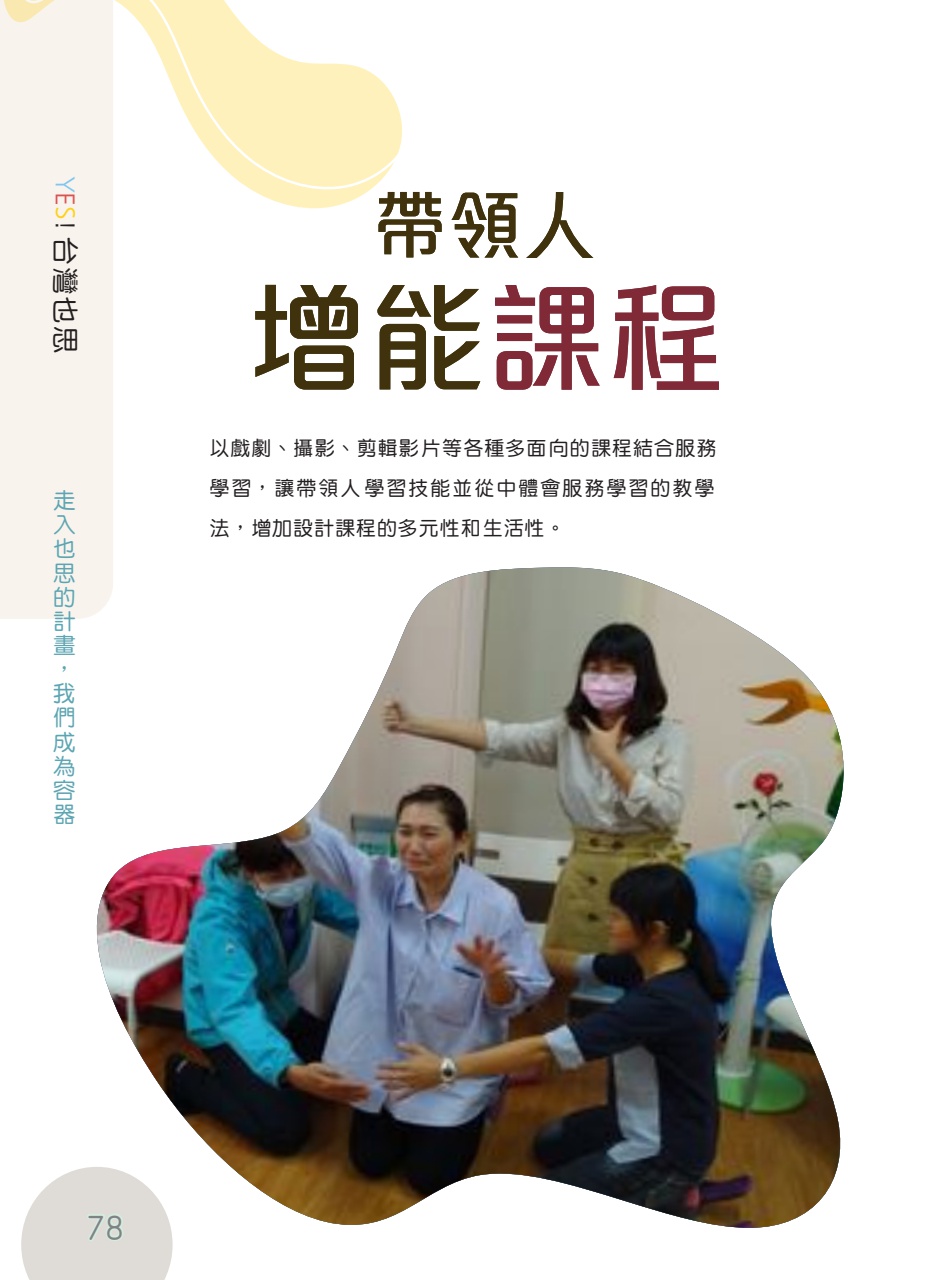 YES! 台灣也思
走入也思的計畫，我們成為容器
帶領人
增能課程
以戲劇、攝影、剪輯影片等各種多面向的課程結合服務
學習，讓帶領人學習技能並從中體會服務學習的教學
法，增加設計課程的多元性和生活性。
78